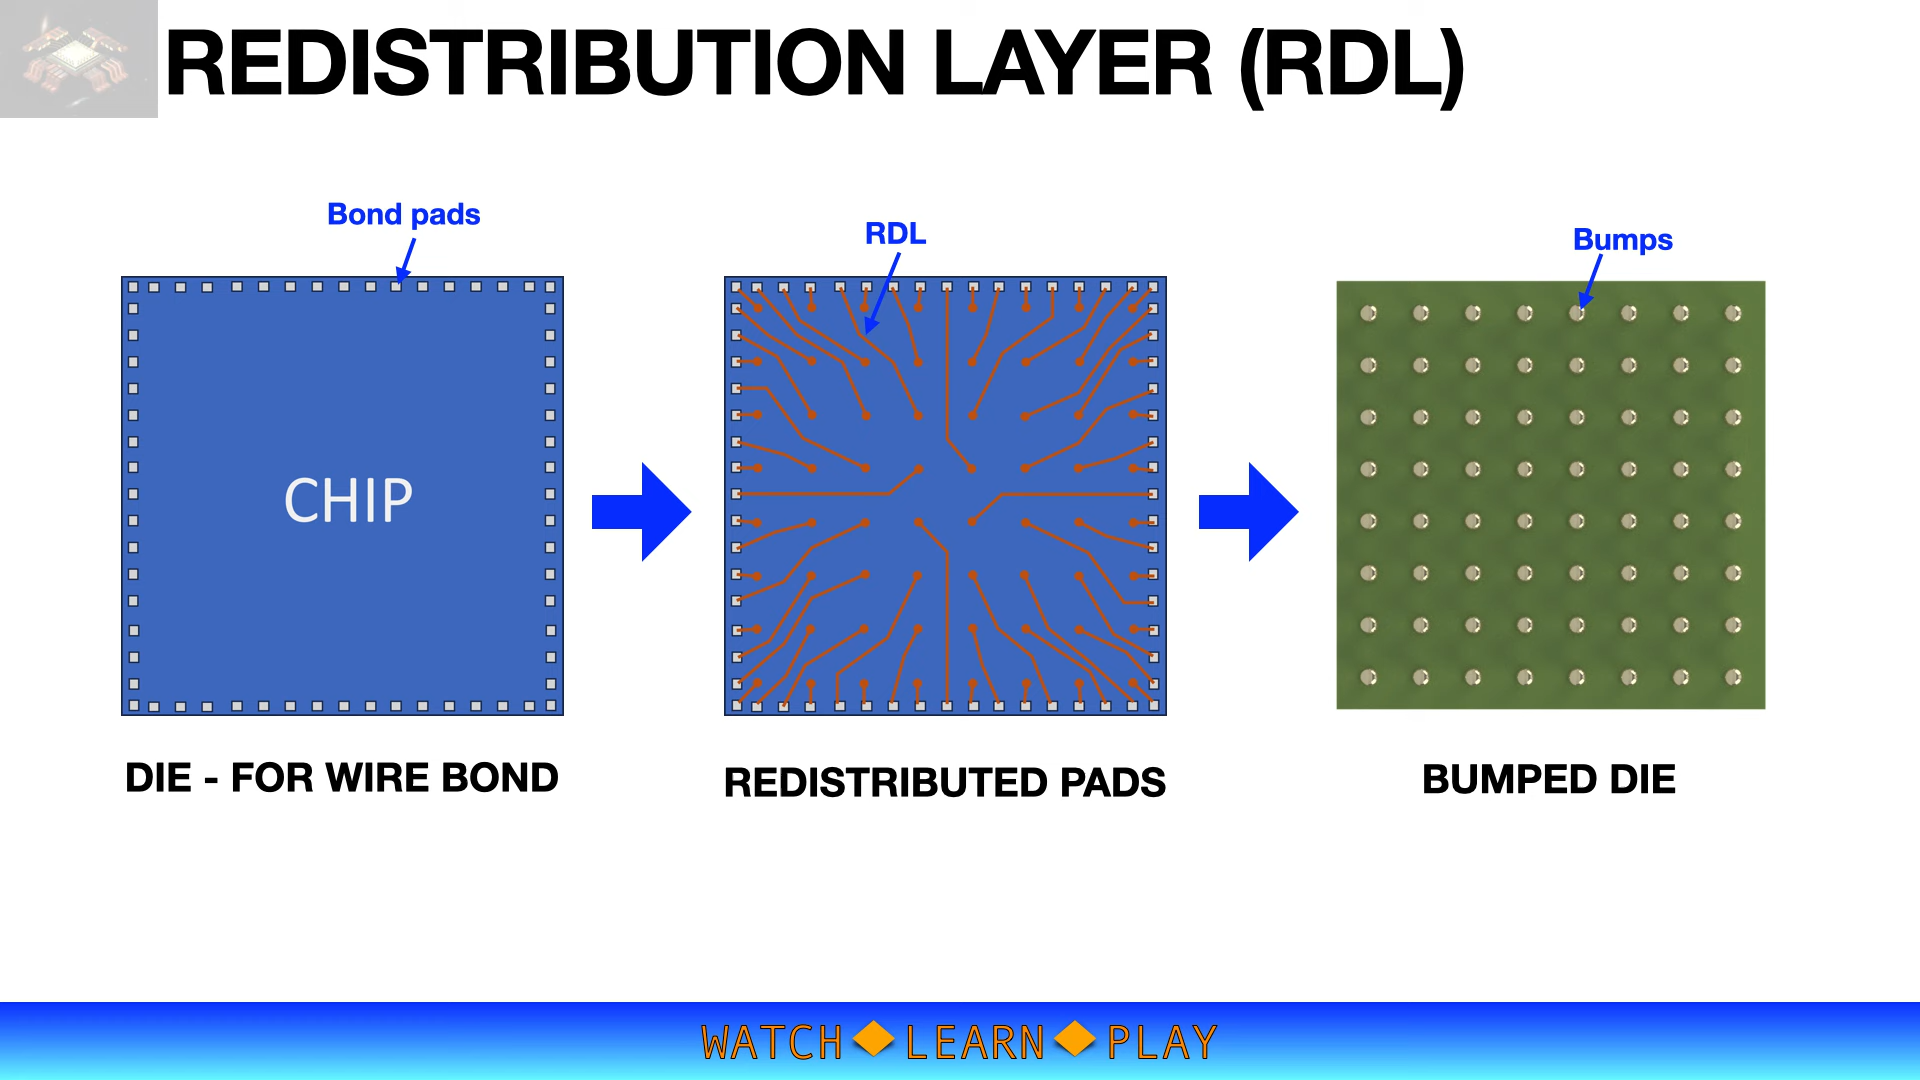 REDISTRIBUTION LAYER (RDL)
Bond pads
RDL
Bumps
CHIP
DIE - FOR WIRE BOND
REDISTRIBUTED PADS
BUMPED DIE
WATCH LEARN PLAY